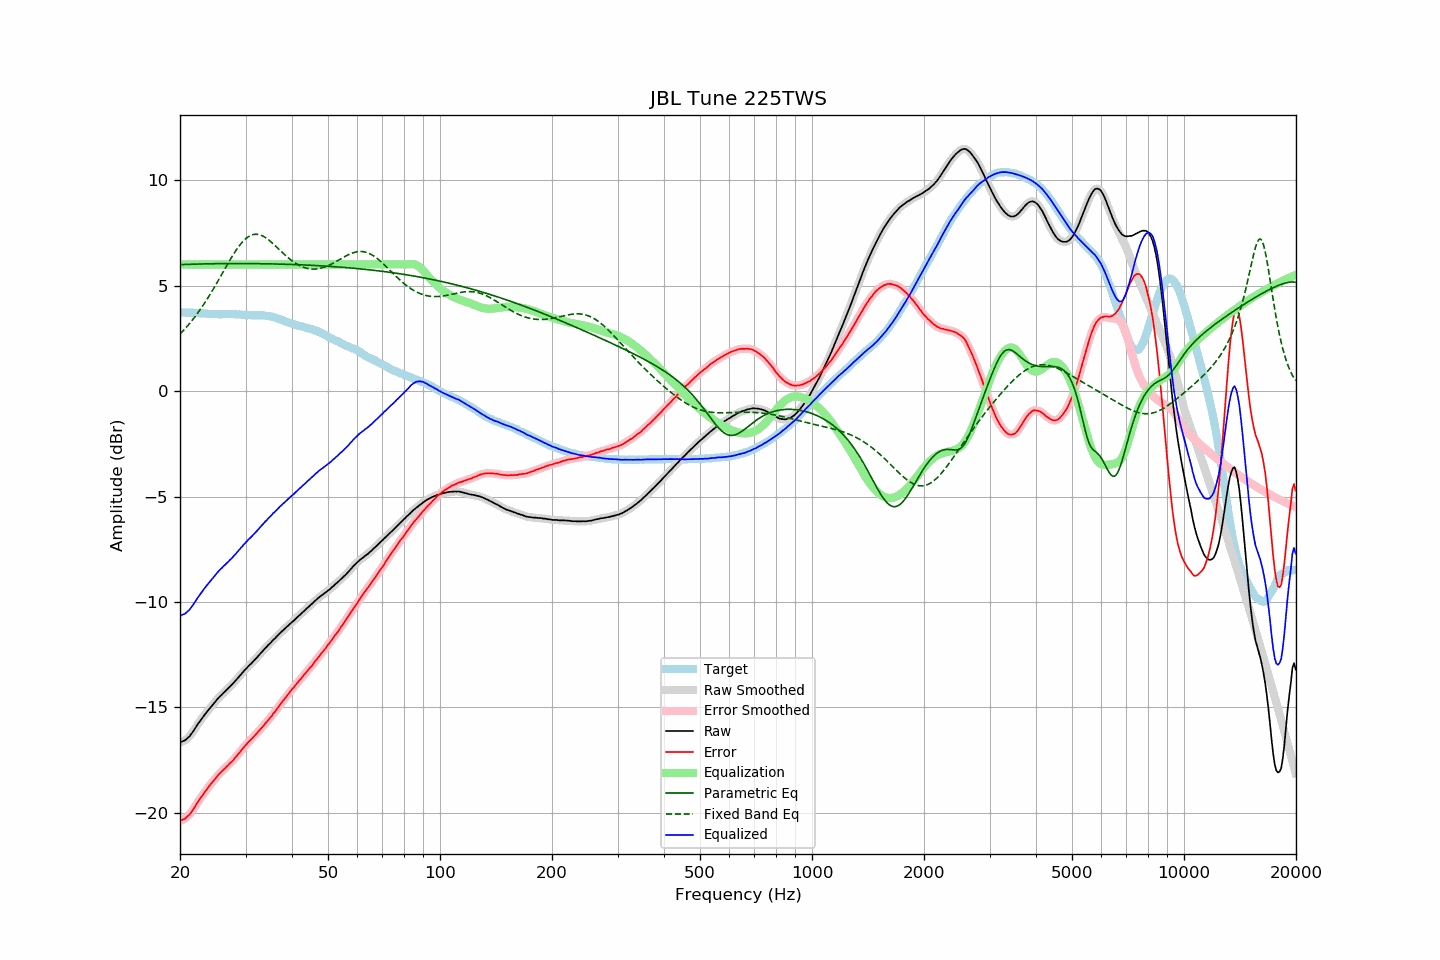 JBL Tune 225TWS
Amplitude (dBr)
10
5
0
−5
−10
−15
−20
Target
Raw Smoothed
Error Smoothed
Raw
Error
Equalization
Parametric Eq
Fixed Band Eq
Equalized
20 50 100 200 500 1000 2000 5000 10000 20000
Frequency (Hz)